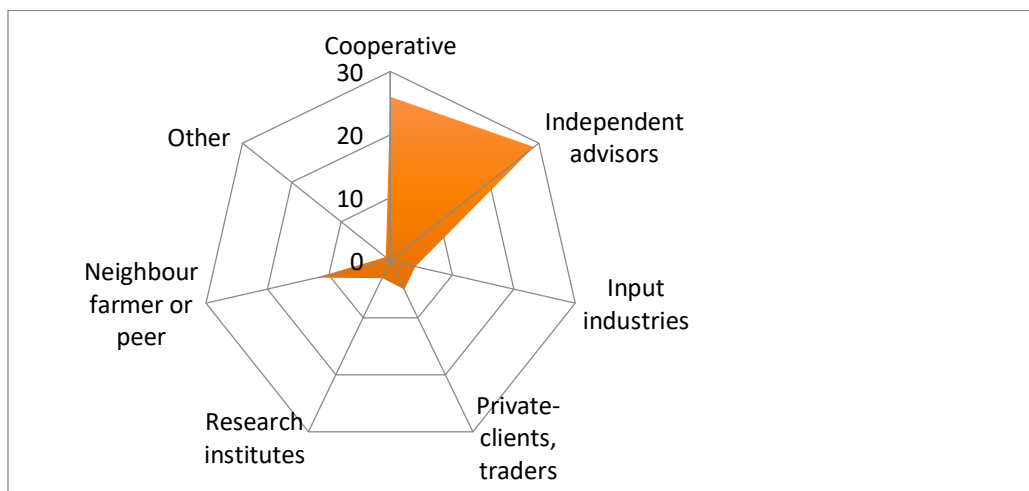 Cooperative
30
20
10
0
Independent
advisors
Input
industries
Private-
clients,
traders
Research
institutes
Neighbour
farmer or
peer
Other